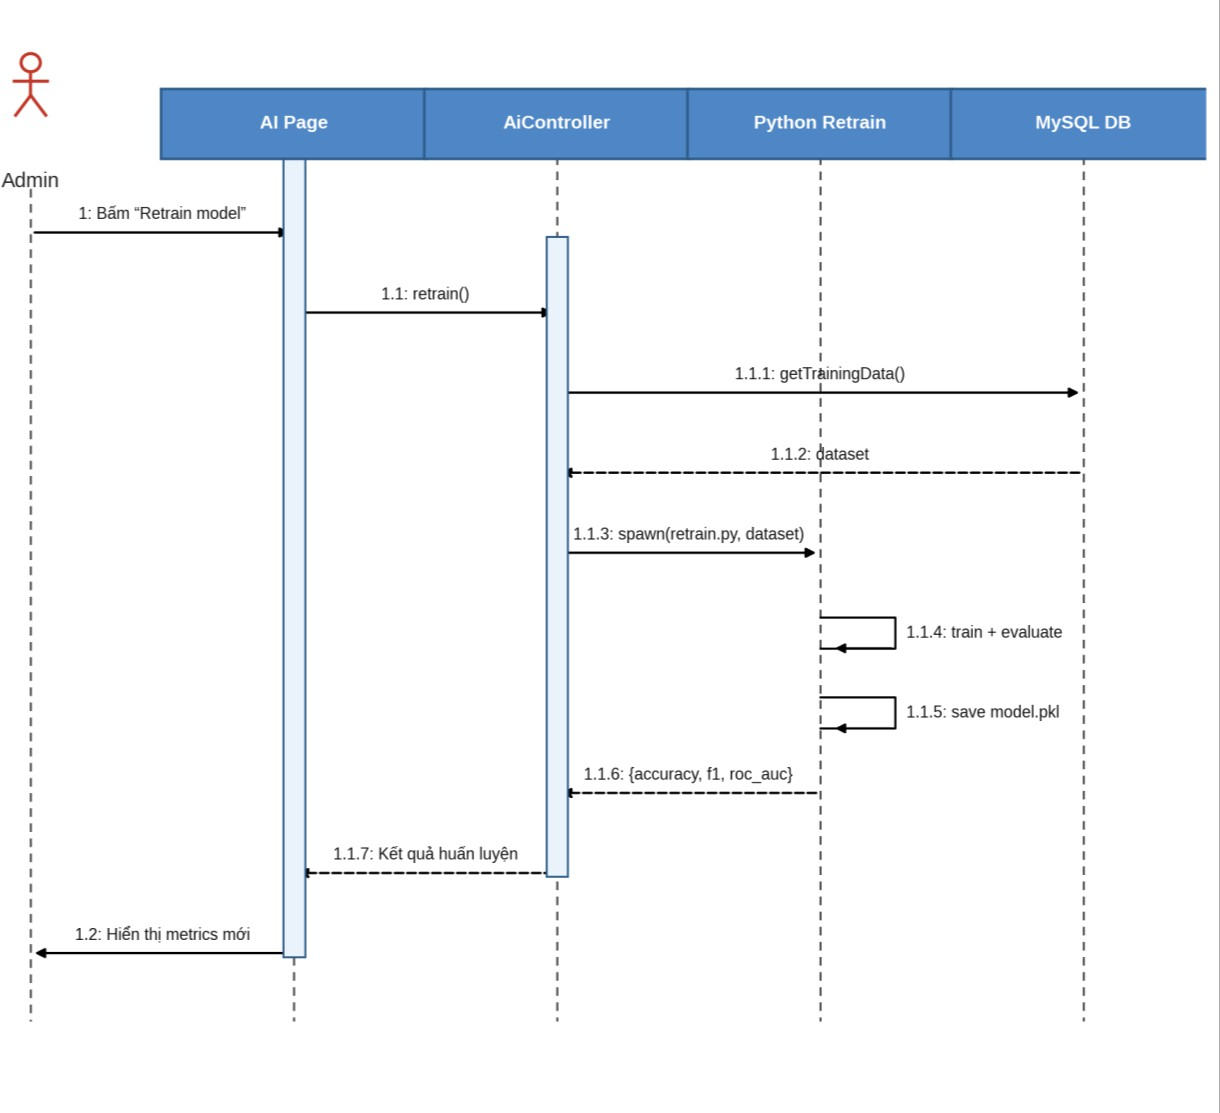 AI Page
AiController
Python Retrain
MySQL DB
Admin
1: Bấm “Retrain model”
1.1: retrain()
1.1.1: getTrainingData()
1.1.2: dataset
1.1.3: spawn(retrain.py, dataset)
1.1.4: train + evaluate
1.1.5: save model.pkl
1.1.6: {accuracy, f1, roc_auc}
1.1.7: Kết quả huấn luyện
1.2: Hiển thị metrics mới